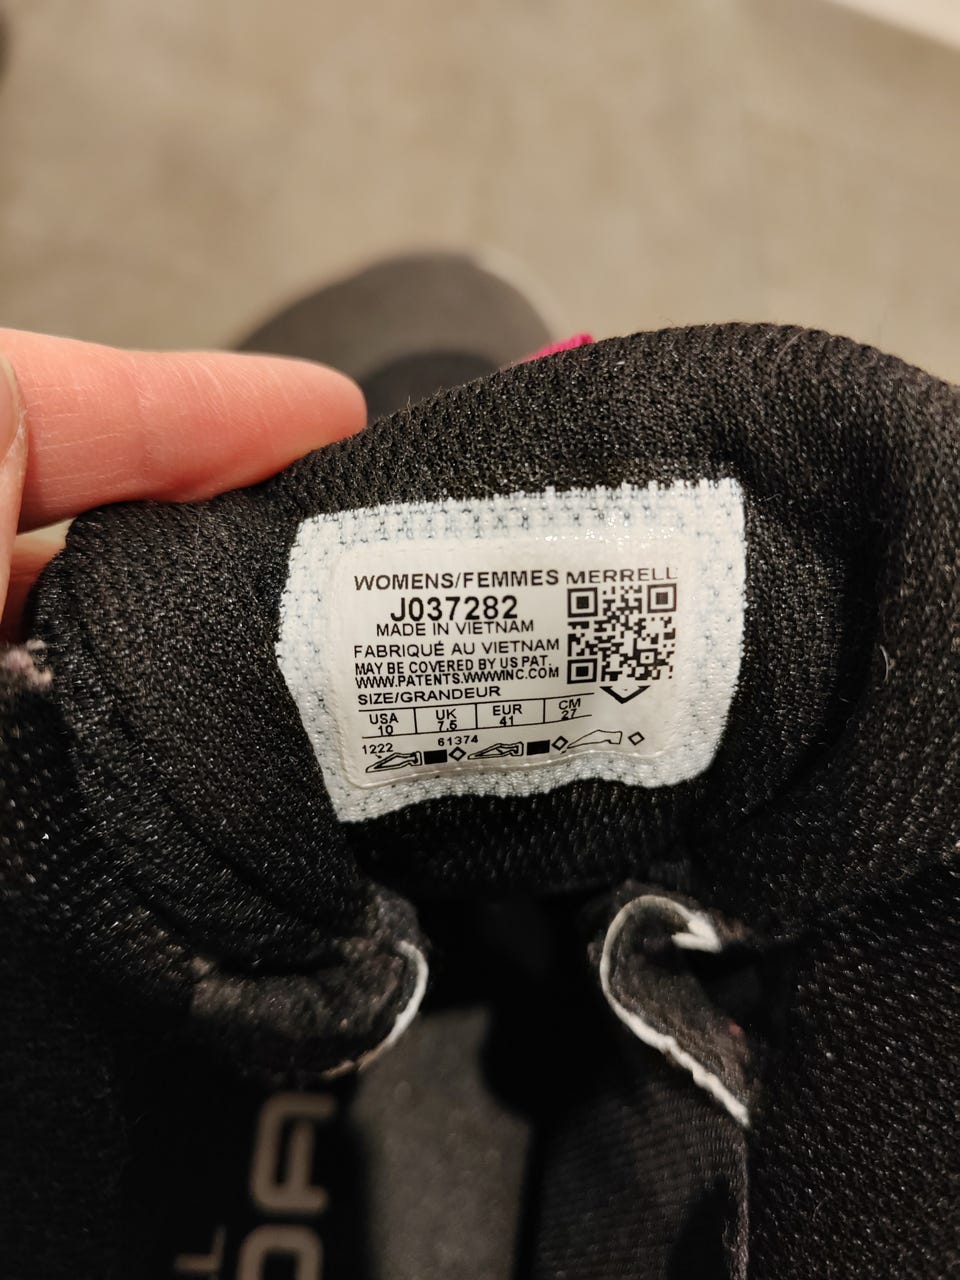 WOMENS/FEMMES MERRELL
J037282
MADE IN VIETNAM
FABRIQUÉ AU VIETNAM
MAY BE COVERED BY US PAT.
WWW.PATENTS.WWWINC.COM
SIZE/GRANDEUR
USA UK EUR CM
10 7.5 41 27
1222 61374